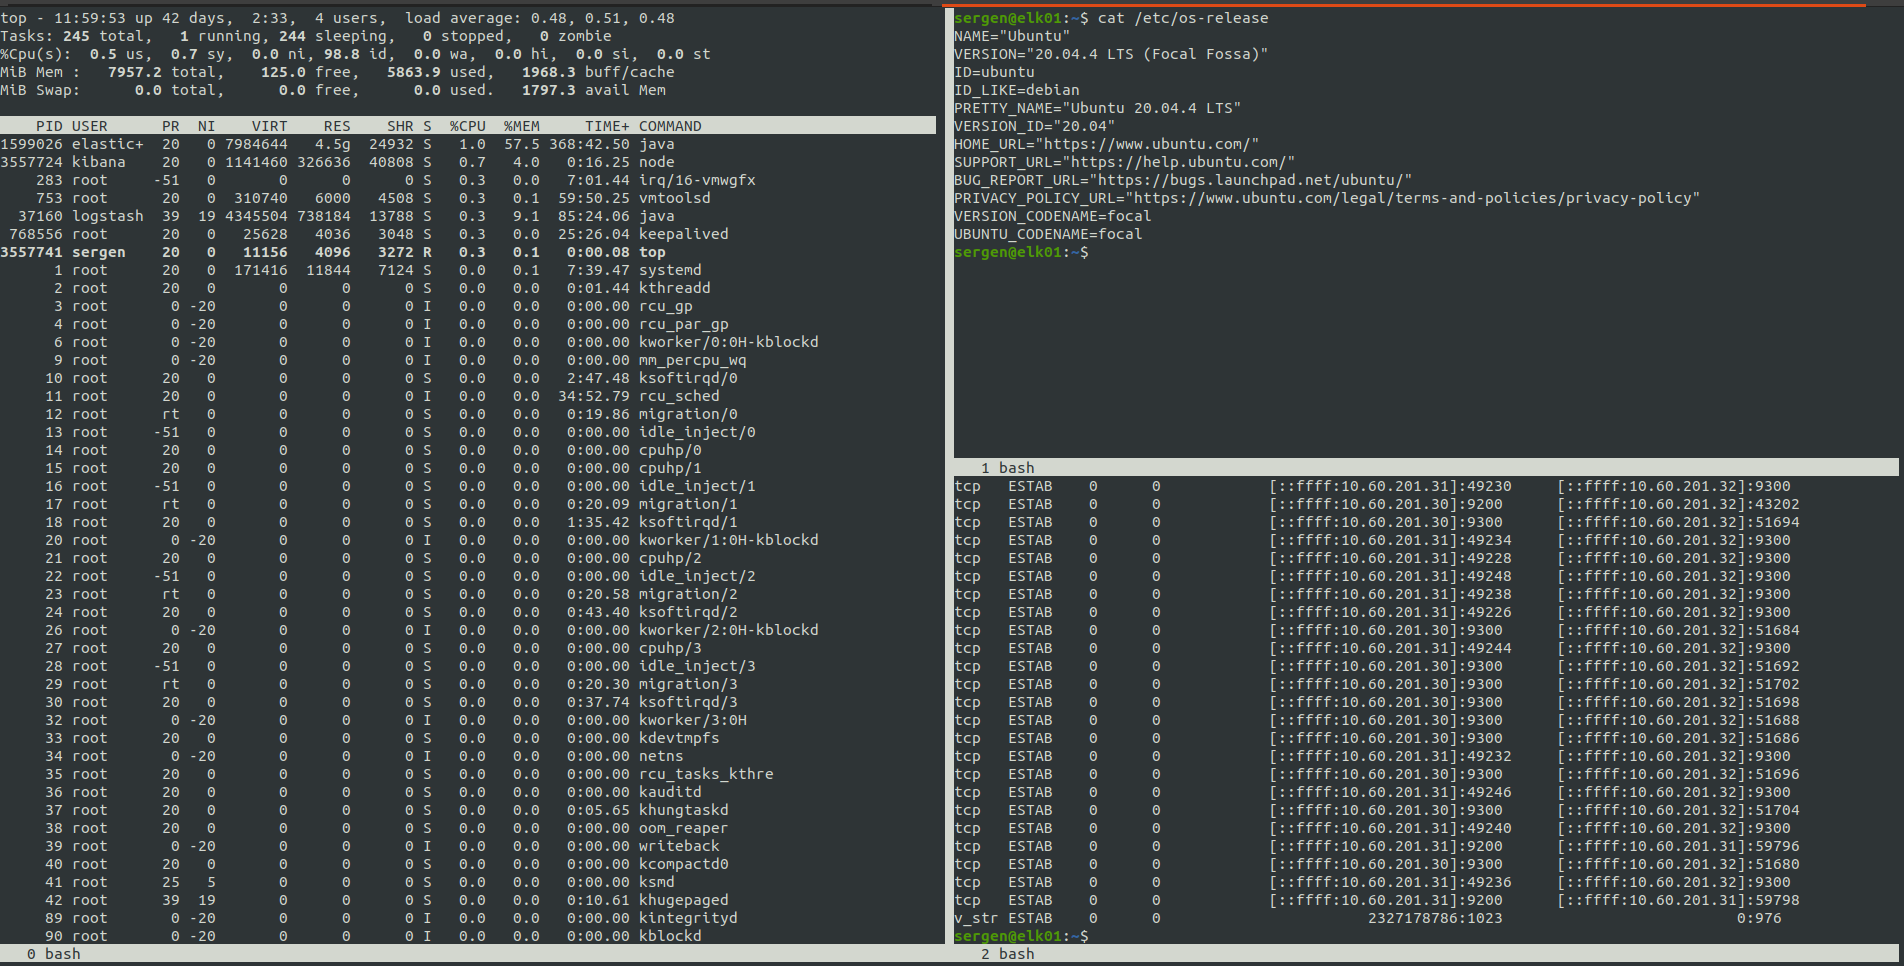 top - 11:59:53 up 42 days,  2:33,  4 users,  load average: 0.48, 0.51, 0.48
Tasks: 245 total,   1 running, 244 sleeping,   0 stopped,   0 zombie
%Cpu(s):  0.5 us,  0.7 sy,  0.0 ni, 98.8 id,  0.0 wa,  0.0 hi,  0.0 si,  0.0 st
MiB Mem :   7957.2 total,    125.0 free,   5863.9 used,   1968.3 buff/cache
MiB Swap:      0.0 total,      0.0 free,      0.0 used.   1797.3 avail Mem
PID USER PR NI VIRT RES SHR S %CPU %MEM TIME+ COMMAND
1599026 elastic+ 20 0 7984644 4.5g 24932 S 1.0 57.5 368:42.50 java
3557724 kibana 20 0 1141460 326636 40808 S 0.7 4.0 0:16.25 node
283 root -51 0 0 0 0 S 0.3 0.0 7:01.44 irq/16-vmwgfx
753 root 20 0 310740 6000 4508 S 0.3 0.1 59:50.25 vmtoolsd
37160 logstash 39 19 4345504 738184 13788 S 0.3 9.1 85:24.06 java
768556 root 20 0 25628 4036 3048 S 0.3 0.0 25:26.04 keepalived
3557741 sergen 20 0 11156 4096 3272 R 0.3 0.1 0:00.08 top
1 root 20 0 171416 11844 7124 S 0.0 0.1 7:39.47 systemd
2 root 20 0 0 0 0 S 0.0 0.0 0:01.44 kthreadd
3 root 0 -20 0 0 0 I 0.0 0.0 0:00.00 rcu_gp
4 root 0 -20 0 0 0 I 0.0 0.0 0:00.00 rcu_par_gp
6 root 0 -20 0 0 0 I 0.0 0.0 0:00.00 kworker/0:0H-kblockd
9 root 0 -20 0 0 0 I 0.0 0.0 0:00.00 mm_percpu_wq
10 root 20 0 0 0 0 S 0.0 0.0 2:47.48 ksoftirqd/0
11 root 20 0 0 0 0 I 0.0 0.0 34:52.79 rcu_sched
12 root rt 0 0 0 0 S 0.0 0.0 0:19.86 migration/0
13 root -51 0 0 0 0 S 0.0 0.0 0:00.00 idle_inject/0
14 root 20 0 0 0 0 S 0.0 0.0 0:00.00 cpuhp/0
15 root 20 0 0 0 0 S 0.0 0.0 0:00.00 cpuhp/1
16 root -51 0 0 0 0 S 0.0 0.0 0:00.00 idle_inject/1
17 root rt 0 0 0 0 S 0.0 0.0 0:20.09 migration/1
18 root 20 0 0 0 0 S 0.0 0.0 1:35.42 ksoftirqd/1
20 root 0 -20 0 0 0 I 0.0 0.0 0:00.00 kworker/1:0H-kblockd
21 root 20 0 0 0 0 S 0.0 0.0 0:00.00 cpuhp/2
22 root -51 0 0 0 0 S 0.0 0.0 0:00.00 idle_inject/2
23 root rt 0 0 0 0 S 0.0 0.0 0:20.58 migration/2
24 root 20 0 0 0 0 S 0.0 0.0 0:43.40 ksoftirqd/2
26 root 0 -20 0 0 0 I 0.0 0.0 0:00.00 kworker/2:0H-kblockd
27 root 20 0 0 0 0 S 0.0 0.0 0:00.00 cpuhp/3
28 root -51 0 0 0 0 S 0.0 0.0 0:00.00 idle_inject/3
29 root rt 0 0 0 0 S 0.0 0.0 0:20.30 migration/3
30 root 20 0 0 0 0 S 0.0 0.0 0:37.74 ksoftirqd/3
32 root 0 -20 0 0 0 I 0.0 0.0 0:00.00 kworker/3:0H
33 root 20 0 0 0 0 S 0.0 0.0 0:00.00 kdevtmpfs
34 root 0 -20 0 0 0 I 0.0 0.0 0:00.00 netns
35 root 20 0 0 0 0 S 0.0 0.0 0:00.00 rcu_tasks_kthre
36 root 20 0 0 0 0 S 0.0 0.0 0:00.00 kauditd
37 root 20 0 0 0 0 S 0.0 0.0 0:05.65 khungtaskd
38 root 20 0 0 0 0 S 0.0 0.0 0:00.00 oom_reaper
39 root 0 -20 0 0 0 I 0.0 0.0 0:00.00 writeback
40 root 20 0 0 0 0 S 0.0 0.0 0:00.00 kcompactd0
41 root 25 5 0 0 0 S 0.0 0.0 0:00.00 ksmd
42 root 39 19 0 0 0 S 0.0 0.0 0:10.61 khugepaged
89 root 0 -20 0 0 0 I 0.0 0.0 0:00.00 kintegrityd
90 root 0 -20 0 0 0 I 0.0 0.0 0:00.00 kblockd
0 bash
sergen@elk01:~$ cat /etc/os-release
NAME="Ubuntu"
VERSION="20.04.4 LTS (Focal Fossa)"
ID=ubuntu
ID_LIKE=debian
PRETTY_NAME="Ubuntu 20.04.4 LTS"
VERSION_ID="20.04"
HOME_URL="https://www.ubuntu.com/"
SUPPORT_URL="https://help.ubuntu.com/"
BUG_REPORT_URL="https://bugs.launchpad.net/ubuntu/"
PRIVACY_POLICY_URL="https://www.ubuntu.com/legal/terms-and-policies/privacy-policy"
VERSION_CODENAME=focal
UBUNTU_CODENAME=focal
sergen@elk01:~$
1 bash
tcp ESTAB 0 0 [::ffff:10.60.201.31]:49230 [::ffff:10.60.201.32]:9300
tcp ESTAB 0 0 [::ffff:10.60.201.30]:9200 [::ffff:10.60.201.32]:43202
tcp ESTAB 0 0 [::ffff:10.60.201.30]:9300 [::ffff:10.60.201.32]:51694
tcp ESTAB 0 0 [::ffff:10.60.201.31]:49234 [::ffff:10.60.201.32]:9300
tcp ESTAB 0 0 [::ffff:10.60.201.31]:49228 [::ffff:10.60.201.32]:9300
tcp ESTAB 0 0 [::ffff:10.60.201.31]:49248 [::ffff:10.60.201.32]:9300
tcp ESTAB 0 0 [::ffff:10.60.201.31]:49238 [::ffff:10.60.201.32]:9300
tcp ESTAB 0 0 [::ffff:10.60.201.31]:49226 [::ffff:10.60.201.32]:9300
tcp ESTAB 0 0 [::ffff:10.60.201.30]:9300 [::ffff:10.60.201.32]:51684
tcp ESTAB 0 0 [::ffff:10.60.201.31]:49244 [::ffff:10.60.201.32]:9300
tcp ESTAB 0 0 [::ffff:10.60.201.30]:9300 [::ffff:10.60.201.32]:51692
tcp ESTAB 0 0 [::ffff:10.60.201.30]:9300 [::ffff:10.60.201.32]:51702
tcp ESTAB 0 0 [::ffff:10.60.201.30]:9300 [::ffff:10.60.201.32]:51698
tcp ESTAB 0 0 [::ffff:10.60.201.30]:9300 [::ffff:10.60.201.32]:51688
tcp ESTAB 0 0 [::ffff:10.60.201.30]:9300 [::ffff:10.60.201.32]:51686
tcp ESTAB 0 0 [::ffff:10.60.201.31]:49232 [::ffff:10.60.201.32]:9300
tcp ESTAB 0 0 [::ffff:10.60.201.30]:9300 [::ffff:10.60.201.32]:51696
tcp ESTAB 0 0 [::ffff:10.60.201.31]:49246 [::ffff:10.60.201.32]:9300
tcp ESTAB 0 0 [::ffff:10.60.201.30]:9300 [::ffff:10.60.201.32]:51704
tcp ESTAB 0 0 [::ffff:10.60.201.31]:49240 [::ffff:10.60.201.32]:9300
tcp ESTAB 0 0 [::ffff:10.60.201.31]:9200 [::ffff:10.60.201.31]:59796
tcp ESTAB 0 0 [::ffff:10.60.201.30]:9300 [::ffff:10.60.201.32]:51680
tcp ESTAB 0 0 [::ffff:10.60.201.31]:49236 [::ffff:10.60.201.32]:9300
tcp ESTAB 0 0 [::ffff:10.60.201.31]:9200 [::ffff:10.60.201.31]:59798
v_str ESTAB 0 0 2327178786:1023 0:976
sergen@elk01:~$
2 bash